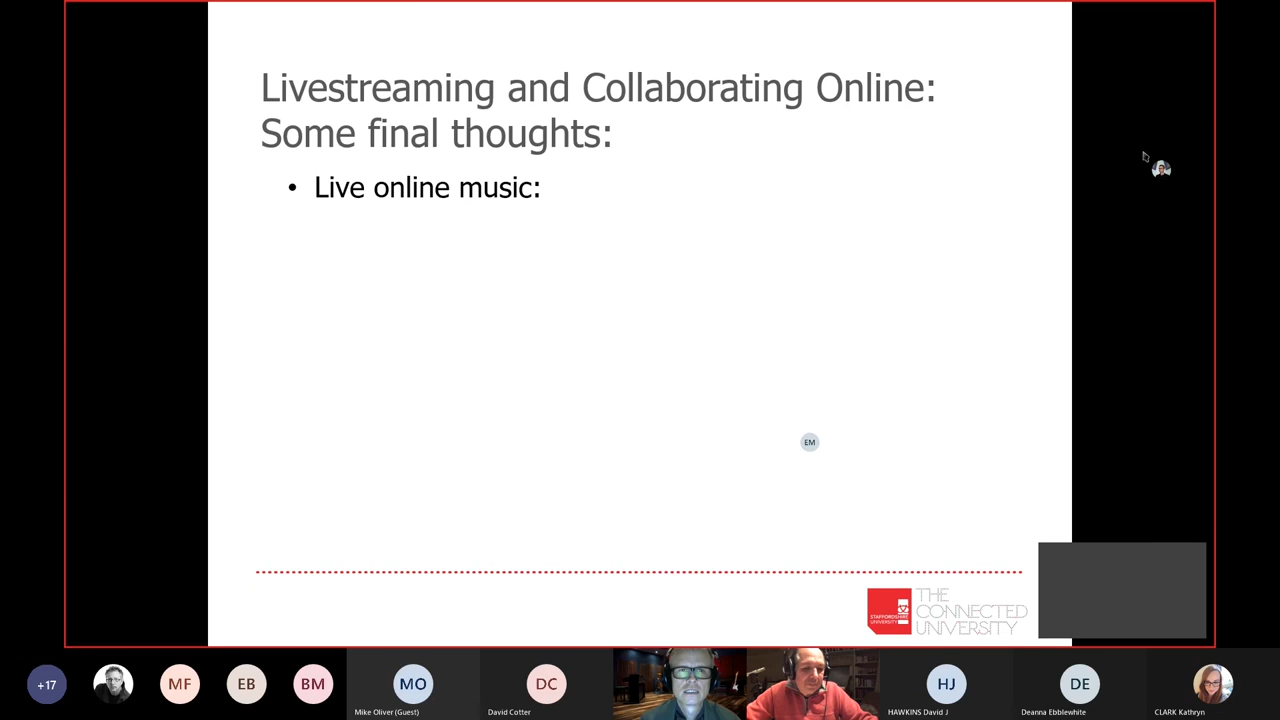 Livestreaming and Collaborating Online:
Some final thoughts:
• Live online music:
EM
STAFFORDSHIRE
UNIVERSITY
THE
CONNECTED
UNIVERSITY
+17
MF
EB
BM
MO
Mike Oliver (Guest)
DC
David Cotter
HJ
HAWKINS David J
DE
Deanna Ebblewhite
CLARK Kathryn